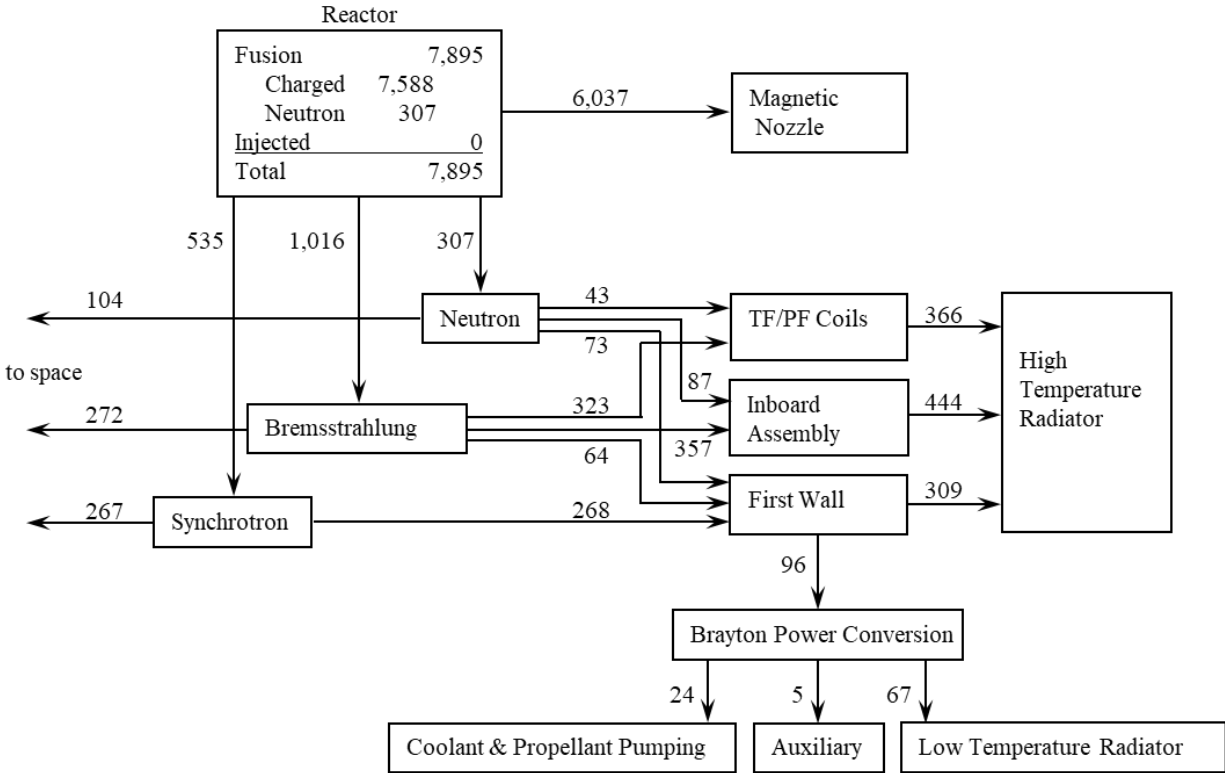 Reactor
Fusion 7,895
Charged 7,588
Neutron 307
Injected 0
Total 7,895
6,037
Magnetic
Nozzle
535
1,016
307
104
Neutron
43
73
TF/PF Coils
366
High
Temperature
Radiator
to space
87
272
Bremsstrahlung
323
64
357
Inboard
Assembly
444
267
Synchrotron
268
First Wall
309
96
Brayton Power Conversion
24
5
67
Coolant & Propellant Pumping
Auxiliary
Low Temperature Radiator